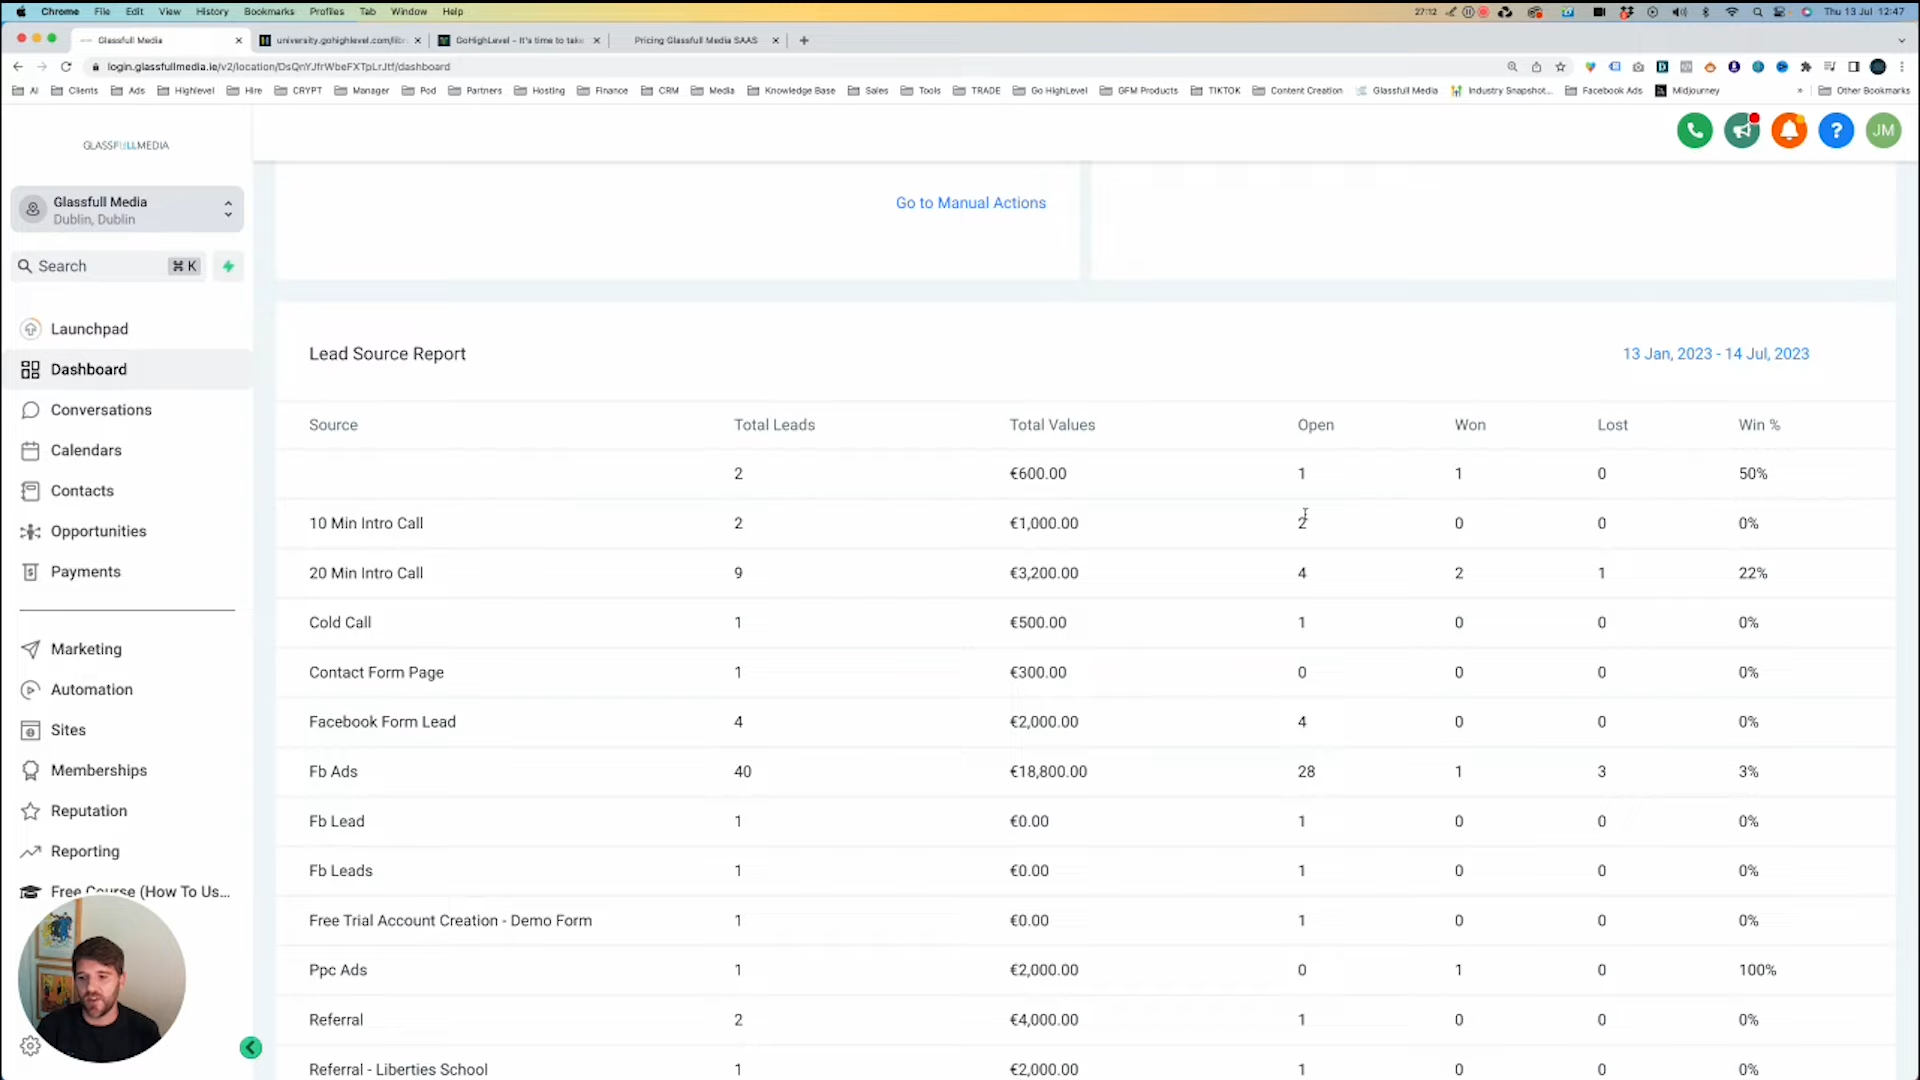 Chrome File Edit View History Bookmarks Profiles Tab Window Help 27:12 Thu 13 Jul 12:47
Glassfull Media university.gohighlevel.com/libr GoHighLevel - It's time to take Pricing Glassfull Media SAAS
login.glassfullmedia.ie/v2/location/DsQnYJfrWbeFXTpLrJtf/dashboard
AI Clients Ads Highlevel Hire CRYPT Manager Pod Partners Hosting Finance CRM Media Knowledge Base Sales Tools TRADE Go HighLevel GFM Products TIKTOK Content Creation Glassfull Media Industry Snapshot... Facebook Ads Midjourney » Other Bookmarks
GLASSFULLMEDIA
JM
Glassfull Media
Dublin, Dublin
Search ⌘ K
Launchpad
Dashboard
Conversations
Calendars
Contacts
Opportunities
Payments
Marketing
Automation
Sites
Memberships
Reputation
Reporting
Free Course (How To Us...
Go to Manual Actions
Lead Source Report 13 Jan, 2023 - 14 Jul, 2023
Source Total Leads Total Values Open Won Lost Win %
2 €600.00 1 1 0 50%
10 Min Intro Call 2 €1,000.00 2 0 0 0%
20 Min Intro Call 9 €3,200.00 4 2 1 22%
Cold Call 1 €500.00 1 0 0 0%
Contact Form Page 1 €300.00 0 0 0 0%
Facebook Form Lead 4 €2,000.00 4 0 0 0%
Fb Ads 40 €18,800.00 28 1 3 3%
Fb Lead 1 €0.00 1 0 0 0%
Fb Leads 1 €0.00 1 0 0 0%
Free Trial Account Creation - Demo Form 1 €0.00 1 0 0 0%
Ppc Ads 1 €2,000.00 0 1 0 100%
Referral 2 €4,000.00 1 0 0 0%
Referral - Liberties School 1 €2,000.00 1 0 0 0%